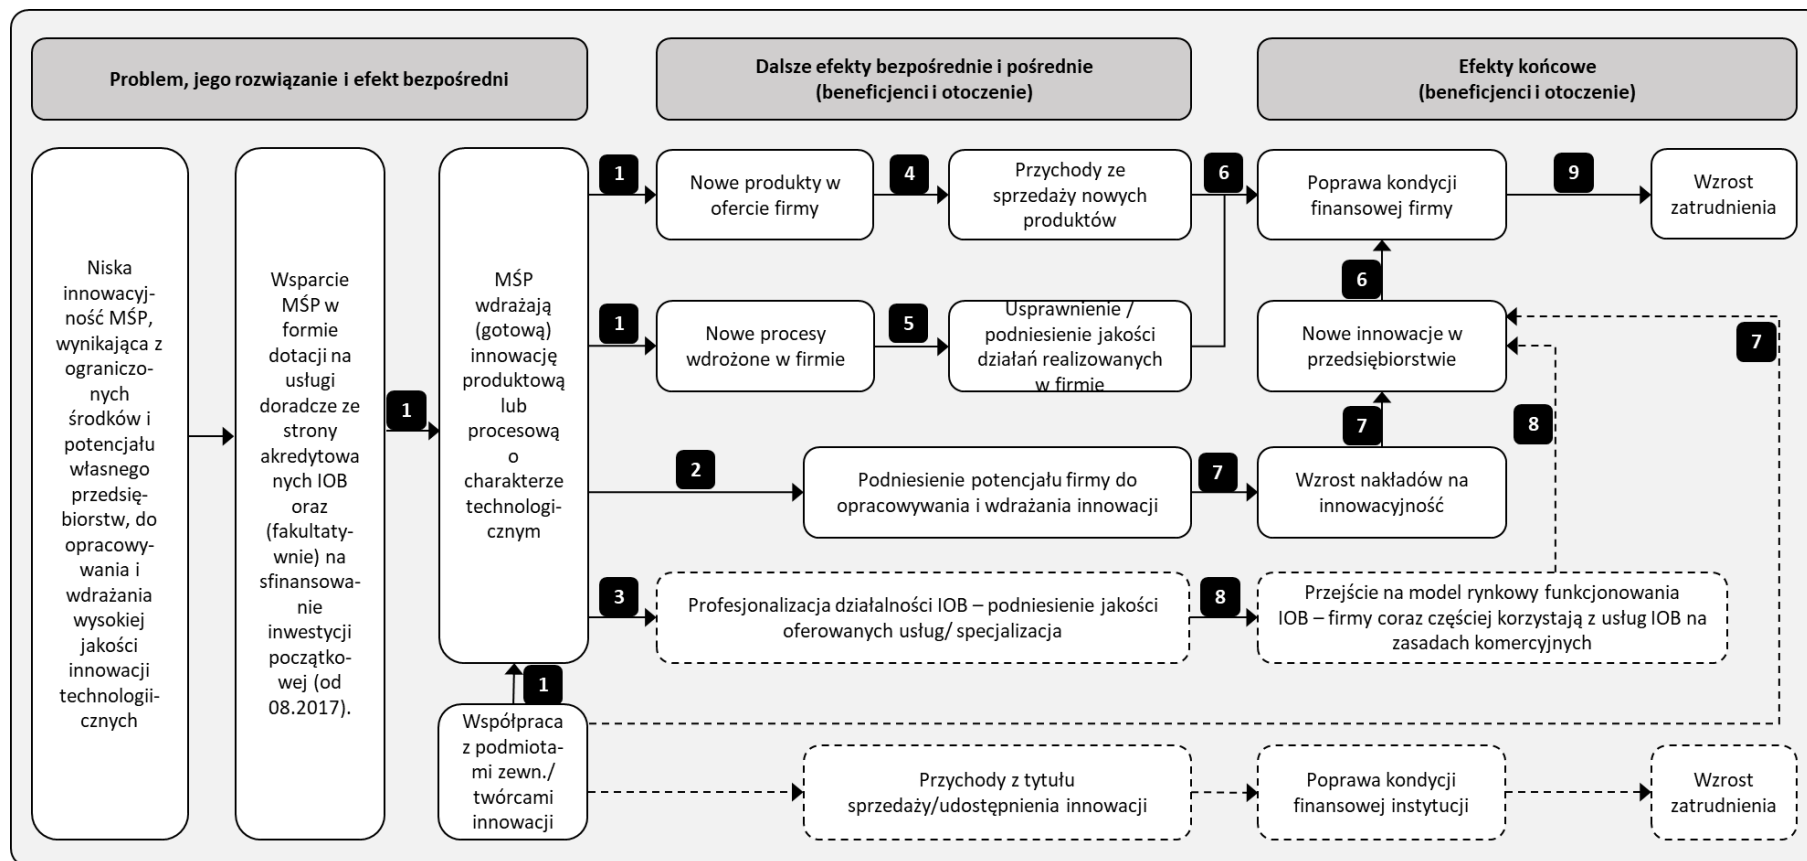 Problem, jego rozwiązanie i efekt bezpośredni
Dalsze efekty bezpośrednie i pośrednie
(beneficjenci i otoczenie)
Efekty końcowe
(beneficjenci i otoczenie)
Niska
innowacyj-
ność MŚP,
wynikająca z
ograniczo-
nych
środków i
potencjału
własnego
przedsię-
biorstw, do
opracowy-
wania i
wdrażania
wysokiej
jakości
innowacji
technologii-
cznych
Wsparcie
MŚP w
formie
dotacji na
usługi
doradcze ze
strony
akredytowa
nych IOB
oraz
(fakultaty-
wnie) na
sfinansowa-
nie
inwestycji
początko-
wej (od
08.2017).
1
MŚP
wdrażają
(gotową)
innowację
produktową
lub
procesową
o
charakterze
technologi-
cznym
1
Współpraca
z podmiota-
mi zewn./
twórcami
innowacji
1
Nowe produkty w
ofercie firmy
4
Przychody ze
sprzedaży nowych
produktów
6
Poprawa kondycji
finansowej firmy
9
Wzrost
zatrudnienia
1
Nowe procesy
wdrożone w firmie
5
Usprawnienie /
podniesienie jakości
działań realizowanych
w firmie
6
Nowe innowacje w
przedsiębiorstwie
7
2
Podniesienie potencjału firmy do
opracowywania i wdrażania innowacji
7
7
8
Wzrost nakładów na
innowacyjność
3
Profesjonalizacja działalności IOB – podniesienie jakości
oferowanych usług/ specjalizacja
8
Przejście na model rynkowy funkcjonowania
IOB – firmy coraz częściej korzystają z usług IOB na
zasadach komercyjnych
Przychody z tytułu
sprzedaży/udostępnienia innowacji
Poprawa kondycji
finansowej instytucji
Wzrost
zatrudnienia